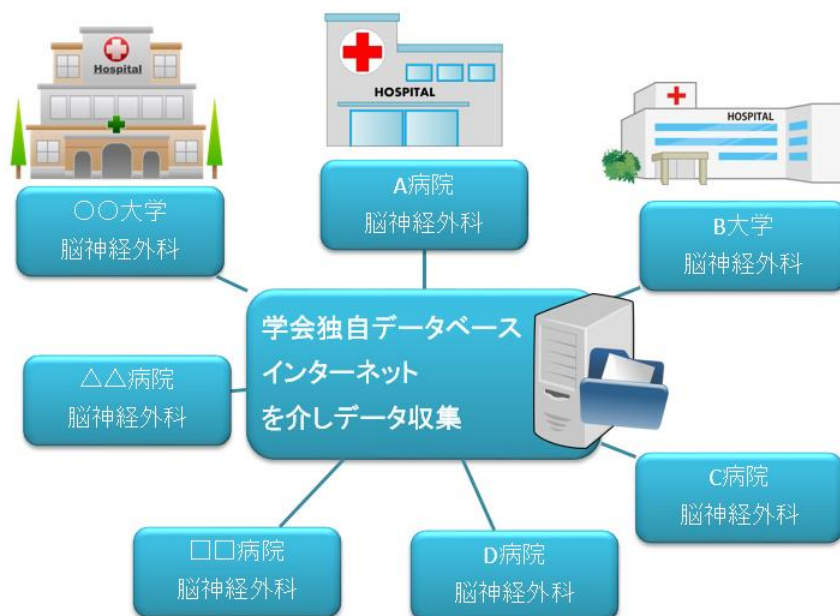 Hospital
HOSPITAL
HOSPITAL
○○大学
脳神経外科
A病院
脳神経外科
B大学
脳神経外科
学会独自データベース
インターネット
を介しデータ収集
△△病院
脳神経外科
C病院
脳神経外科
□□病院
脳神経外科
D病院
脳神経外科